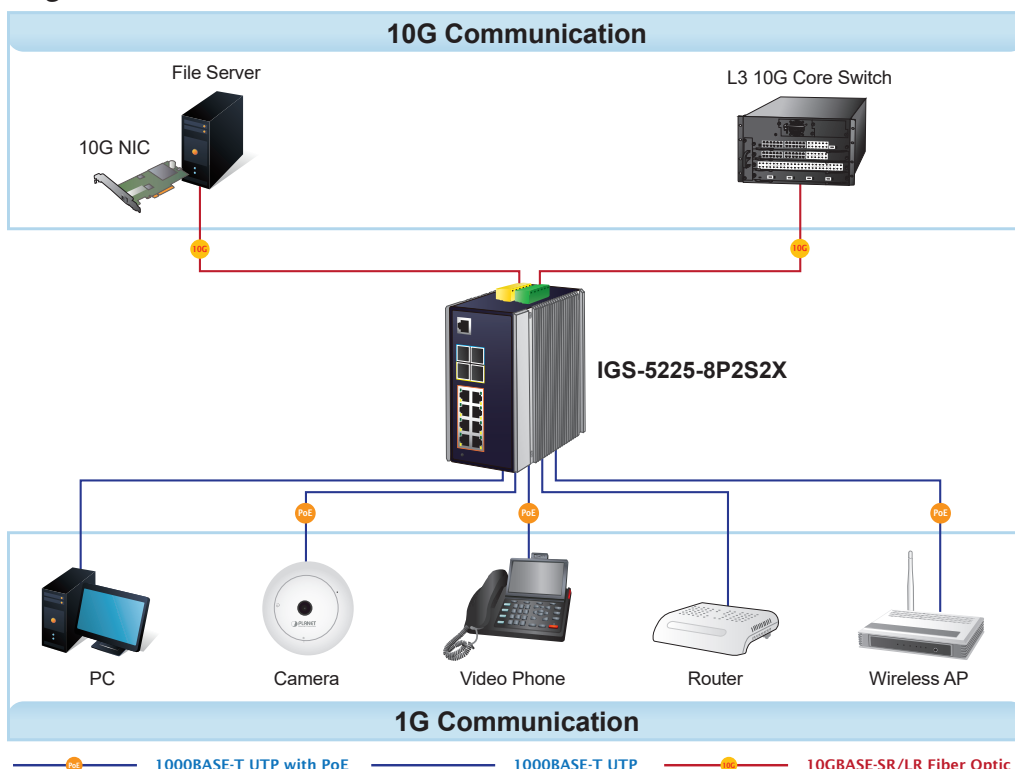 10G Communication
File Server
L3 10G Core Switch
10G NIC
10G
10G
IGS-5225-8P2S2X
PoE
PoE
PoE
PLANET
PC
Camera
Video Phone
Router
Wireless AP
1G Communication
PoE 1000BASE-T UTP with PoE 1000BASE-T UTP 10G 10GBASE-SR/LR Fiber Optic